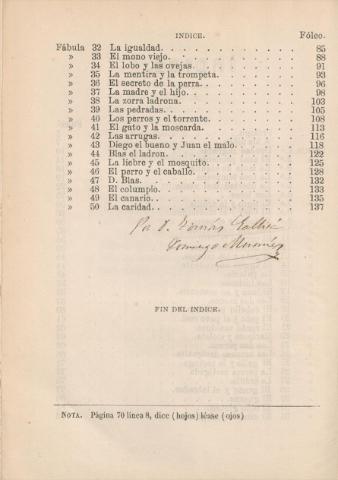 INDICE. Fólео.
Fábula 32 La igualdad. . . . . . . . . . . . 85
» 33 El mono viejo. . . . . . . . . . . 88
» 34 El lobo y las ovejas. . . . . . . . . 91
» 35 La mentira y la trompeta. . . . . . . 93
» 36 El secreto de la perra. . . . . . . . 96
» 37 La madre y el hijo. . . . . . . . . 98
» 38 La zorra ladrona. . . . . . . . . . 103
» 39 Las pedradas. . . . . . . . . . . 105
» 40 Los perros y el torrente. . . . . . . 108
» 41 El gato y la moscarda. . . . . . . . 113
» 42 Las arrugas. . . . . . . . . . . . 116
» 43 Diego el bueno y Juan el malo. . . . . 118
» 44 Blas el ladron. . . . . . . . . . . 122
» 45 La liebre y el mosquito. . . . . . . . 125
» 46 El perro y el caballo. . . . . . . . . 128
» 47 D. Blas. . . . . . . . . . . . . 132
» 48 El columpio. . . . . . . . . . . . 133
» 49 El canario. . . . . . . . . . . . 135
» 50 La caridad. . . . . . . . . . . . 137
Tomás
Domingo
FIN DEL INDICE.
NOTA. Página 70 linea 8, dice (hojos) léase (ojos)